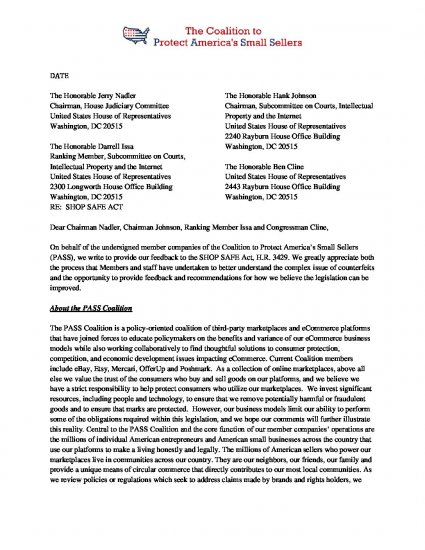 The Coalition to
Protect America's Small Sellers
DATE
The Honorable Jerry Nadler
Chairman, House Judiciary Committee
United States House of Representatives
Washington, DC 20515
The Honorable Darrell Issa
Ranking Member, Subcommittee on Courts,
Intellectual Property and the Internet
United States House of Representatives
2300 Longworth House Office Building
Washington, DC 20515
RE: SHOP SAFE ACT
The Honorable Hank Johnson
Chairman, Subcommittee on Courts, Intellectual
Property and the Internet
United States House of Representatives
2240 Rayburn House Office Building
Washington, DC 20515
The Honorable Ben Cline
United States House of Representatives
2443 Rayburn House Office Building
Washington, DC 20515
Dear Chairman Nadler, Chairman Johnson, Ranking Member Issa and Congressman Cline,
On behalf of the undersigned member companies of the Coalition to Protect America's Small Sellers
(PASS), we write to provide our feedback to the SHOP SAFE Act, H.R. 3429. We greatly appreciate both
the process that Members and staff have undertaken to better understand the complex issue of counterfeits
and the opportunity to provide feedback and recommendations for how we believe the legislation can be
improved.
About the PASS Coalition
The PASS Coalition is a policy-oriented coalition of third-party marketplaces and eCommerce platforms
that have joined forces to educate policymakers on the benefits and variance of our eCommerce business
models while also working collaboratively to find thoughtful solutions to consumer protection,
competition, and economic development issues impacting eCommerce. Current Coalition members
include eBay, Etsy, Mercari, OfferUp and Poshmark. As a collection of online marketplaces, above all
else we value the trust of the consumers who buy and sell goods on our platforms, and we believe we
have a strict responsibility to help protect consumers who utilize our marketplaces. We invest significant
resources, including people and technology, to ensure that we remove potentially harmful or fraudulent
goods and to ensure that marks are protected. However, our business models limit our ability to perform
some of the obligations required within this legislation, and we hope our comments will further illustrate
this reality. Central to the PASS Coalition and the core function of our member companies' operations are
the millions of individual American entrepreneurs and American small businesses across the country that
use our platforms to make a living honestly and legally. The millions of American sellers who power our
marketplaces live in communities across our country. They are our neighbors, our friends, our family and
provide a unique means of circular commerce that directly contributes to our most local communities. As
we review policies or regulations which seek to address claims made by brands and rights holders, we